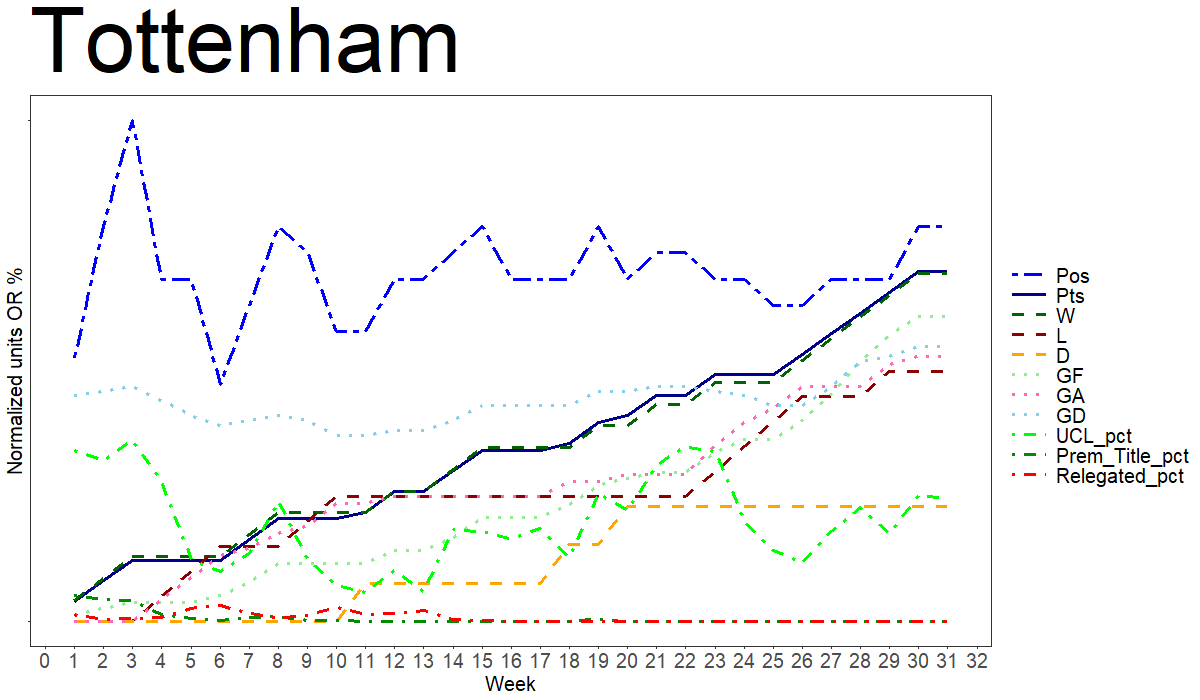 Tottenham
Normalized units OR %
0 1 2 3 4 5 6 7 8 9 10 11 12 13 14 15 16 17 18 19 20 21 22 23 24 25 26 27 28 29 30 31 32
Week
Pos
Pts
W
L
D
GF
GA
GD
UCL_pct
Prem_Title_pct
Relegated_pct